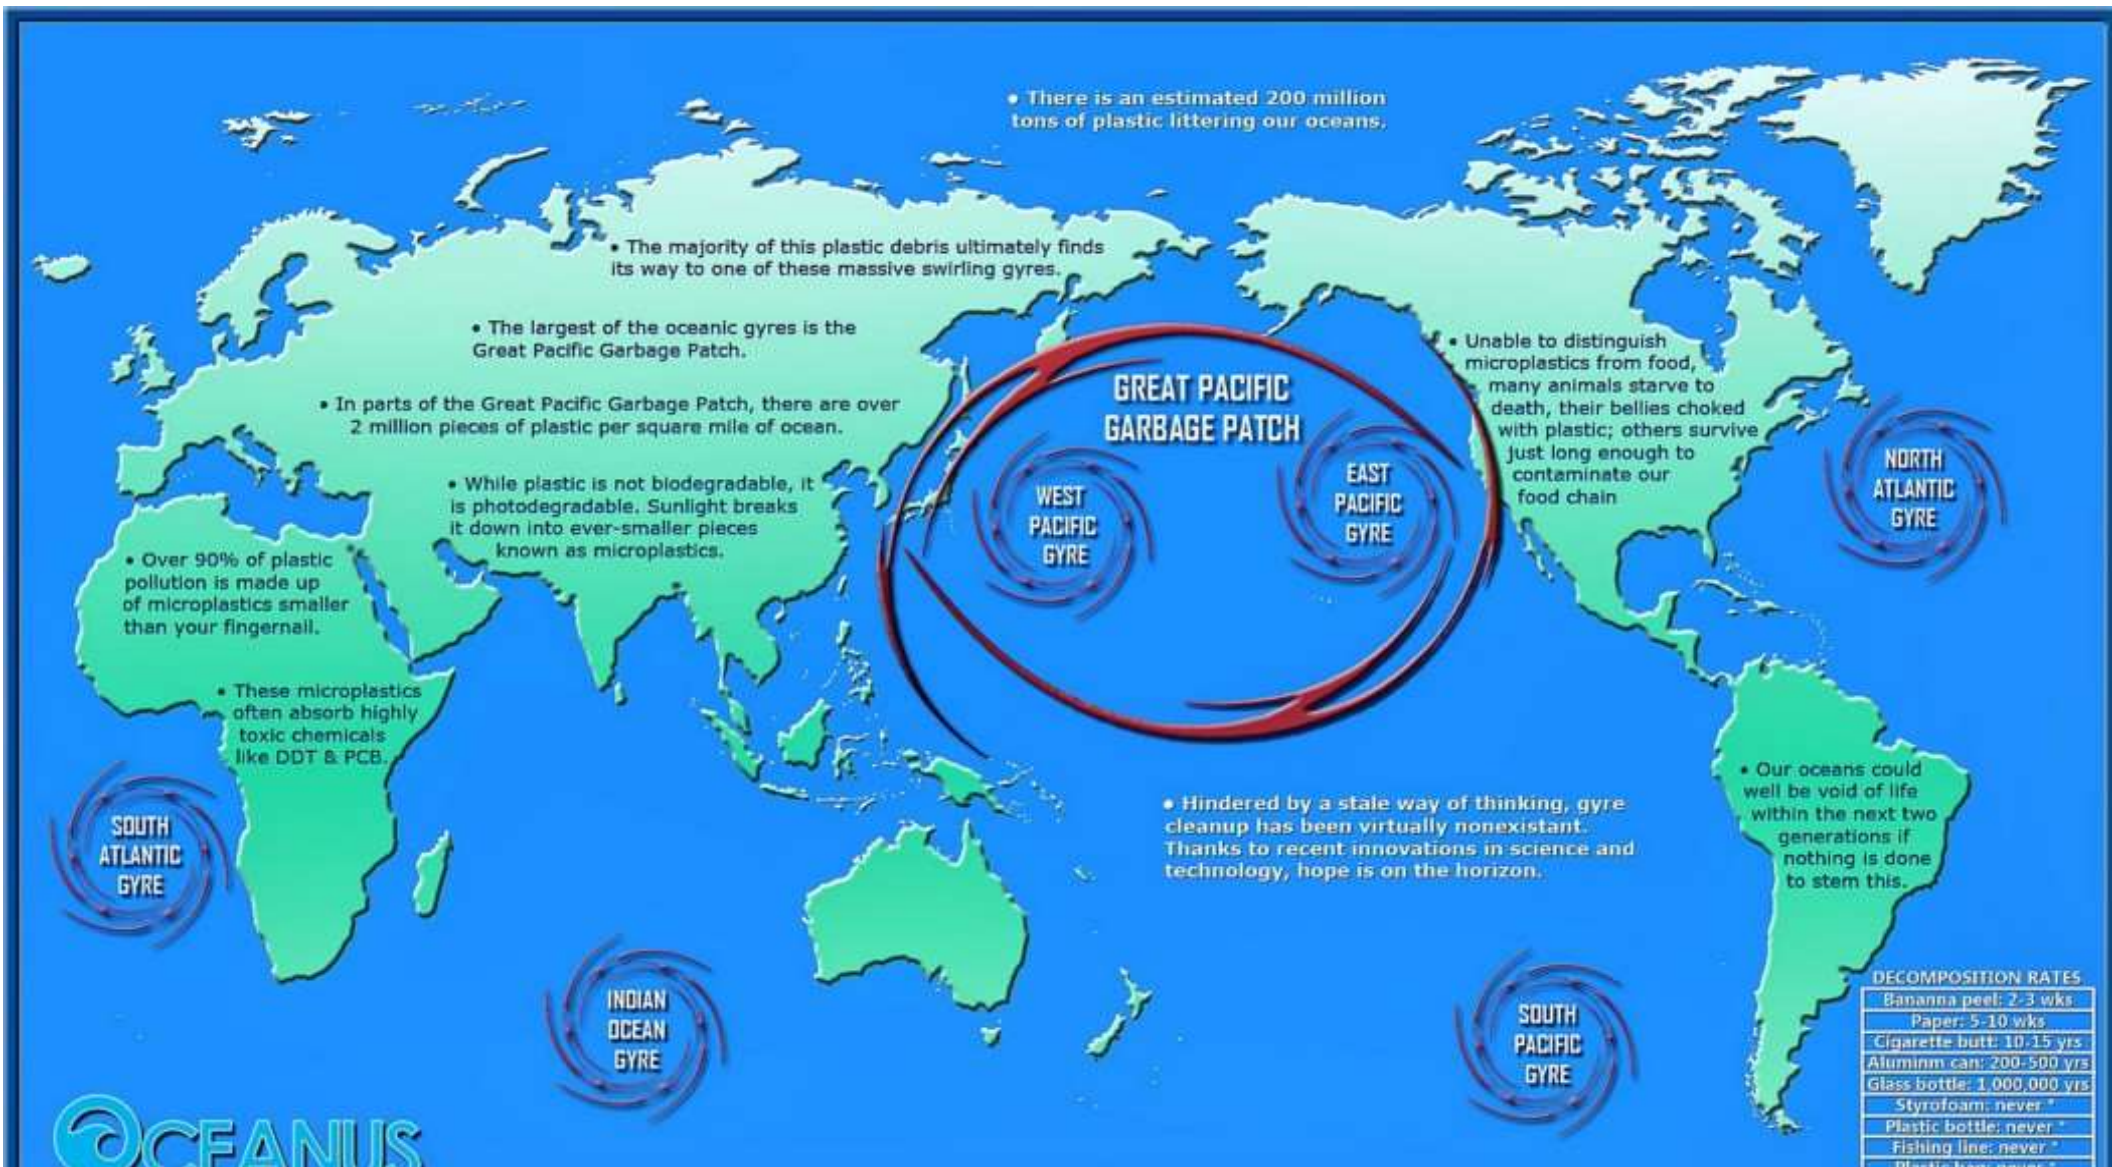 • There is an estimated 200 million
tons of plastic littering our oceans.
• The majority of this plastic debris ultimately finds
its way to one of these massive swirling gyres.
• The largest of the oceanic gyres is the
Great Pacific Garbage Patch.
• In parts of the Great Pacific Garbage Patch, there are over
2 million pieces of plastic per square mile of ocean.
• While plastic is not biodegradable, it
is photodegradable. Sunlight breaks
it down into ever-smaller pieces
known as microplastics.
• Over 90% of plastic
pollution is made up
of microplastics smaller
than your fingernail.
• These microplastics
often absorb highly
toxic chemicals
like DDT & PCB.
GREAT PACIFIC
GARBAGE PATCH
WEST
PACIFIC
GYRE
EAST
PACIFIC
GYRE
• Unable to distinguish
microplastics from food,
many animals starve to
death, their bellies choked
with plastic; others survive
just long enough to
contaminate our
food chain
NORTH
ATLANTIC
GYRE
SOUTH
ATLANTIC
GYRE
INDIAN
OCEAN
GYRE
• Hindered by a stale way of thinking, gyre
cleanup has been virtually nonexistant.
Thanks to recent innovations in science and
technology, hope is on the horizon.
• Our oceans could
well be void of life
within the next two
generations if
nothing is done
to stem this.
SOUTH
PACIFIC
GYRE
DECOMPOSITION RATES
Bananna peel: 2-3 wks
Paper: 5-10 wks
Cigarette butt: 10-15 yrs
Aluminm can: 200-500 yrs
Glass bottle: 1,000,000 yrs
Styrofoam: never *
Plastic bottle: never *
Fishing line: never *
Plastic bag: never *
OCEANUS